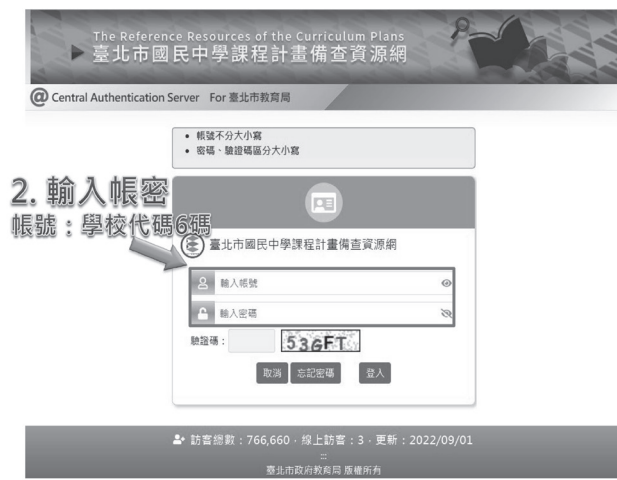 The Reference Resources of the Curriculum Plans
臺北市國民中學課程計畫備查資源網
@ Central Authentication Server For 臺北市教育局
• 帳號不分大小寫
• 密碼、驗證碼區分大小寫
2. 輸入帳密
帳號：學校代碼6碼
臺北市國民中學課程計畫備查資源網
輸入帳號
輸入密碼
驗證碼：
53GFT
取消 忘記密碼 登入
訪客總數：766,660．線上訪客：3．更新：2022/09/01
:::
臺北市政府教育局 版權所有